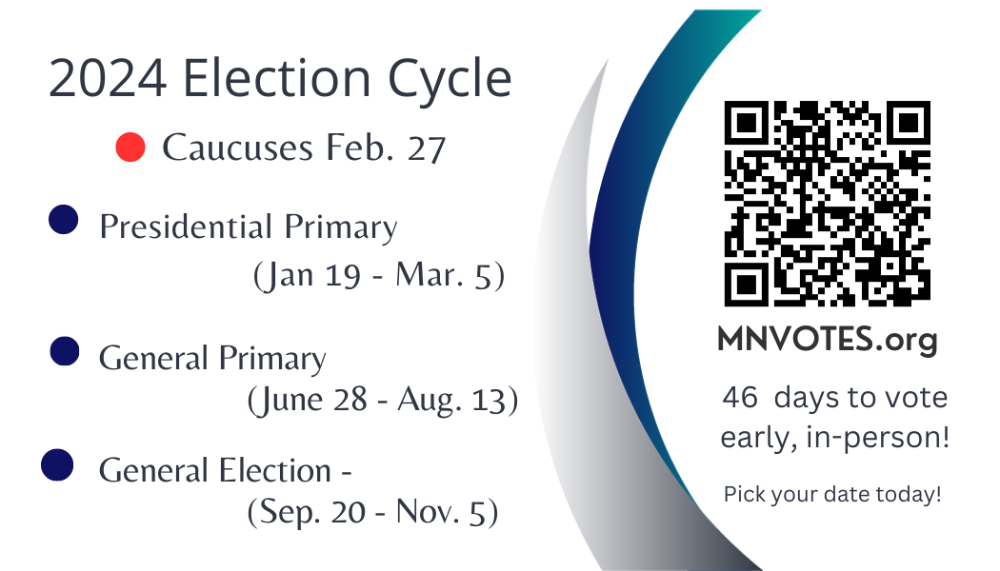 2024 Election Cycle
Caucuses Feb. 27
Presidential Primary
(Jan 19 - Mar. 5)
General Primary
(June 28 - Aug. 13)
General Election -
(Sep. 20 - Nov. 5)
MNVOTES.org
46 days to vote
early, in-person!
Pick your date today!